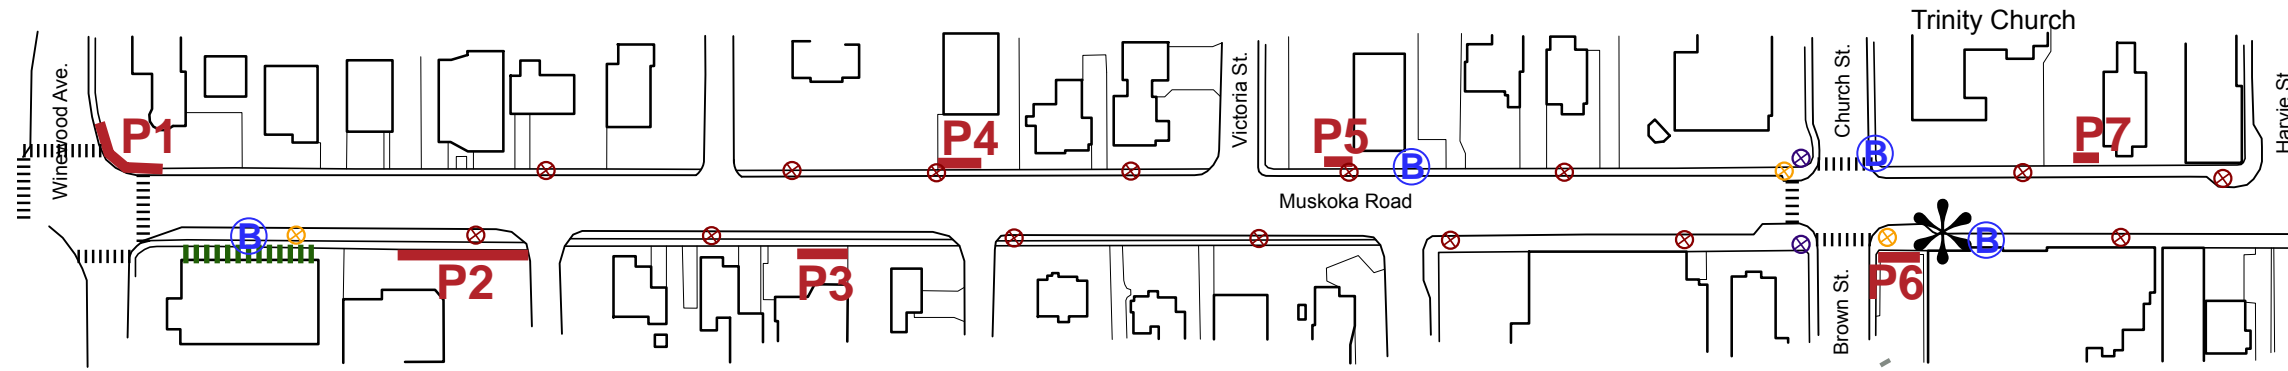 Trinity Church
Winewood Ave.
P1
P4
Victoria St.
P5
B
Church St.
B
P7
Harvie St
Muskoka Road
B
P2
P3
Brown St.
P6
B